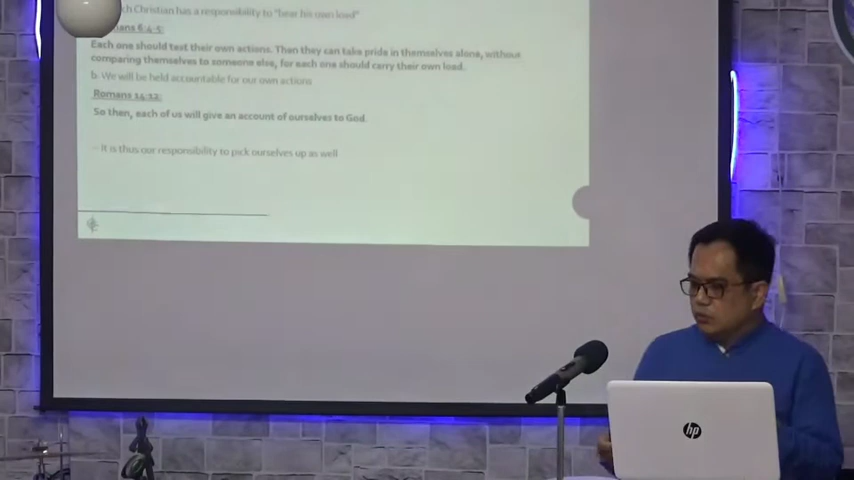 ch Christian has a responsibility to "bear his own load"
mans 6:4-5:
Each one should test their own actions. Then they can take pride in themselves alone, without
comparing themselves to someone else, for each one should carry their own load.
b. We will be held accountable for our own actions
Romans 14:12:
So then, each of us will give an account of ourselves to God.
- It is thus our responsibility to pick ourselves up as well
hp